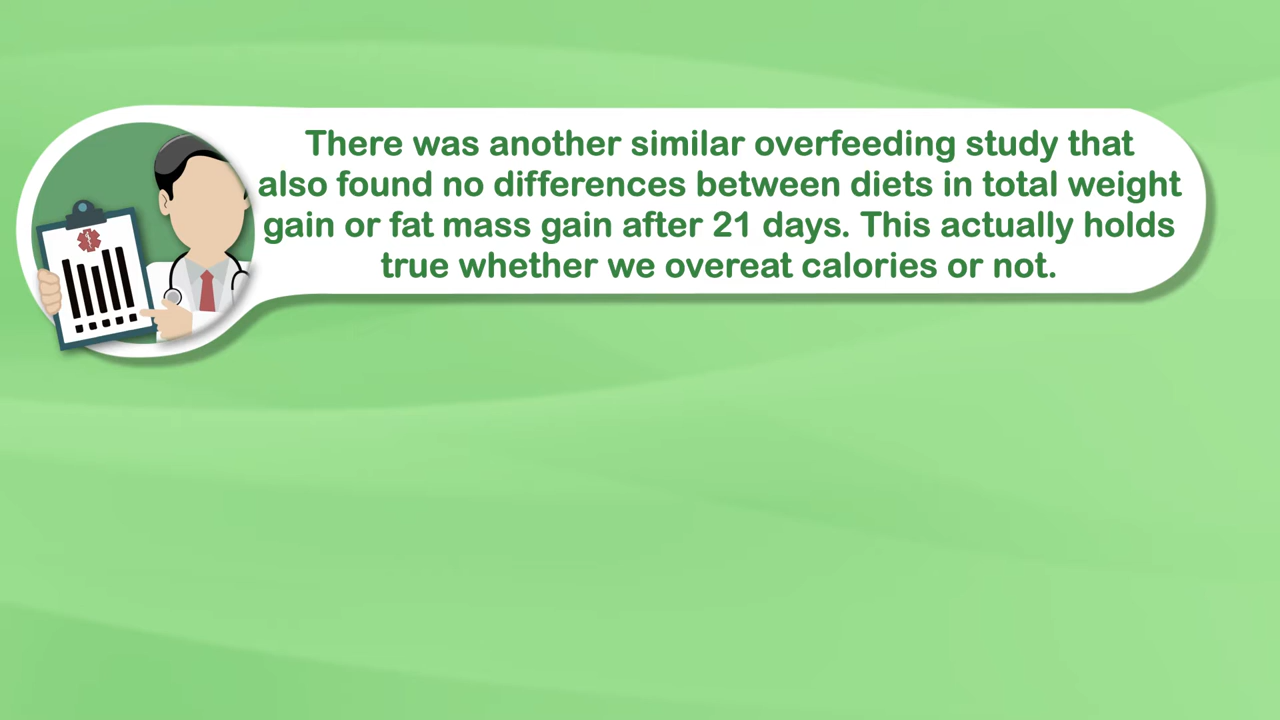 There was another similar overfeeding study that
also found no differences between diets in total weight
gain or fat mass gain after 21 days. This actually holds
true whether we overeat calories or not.